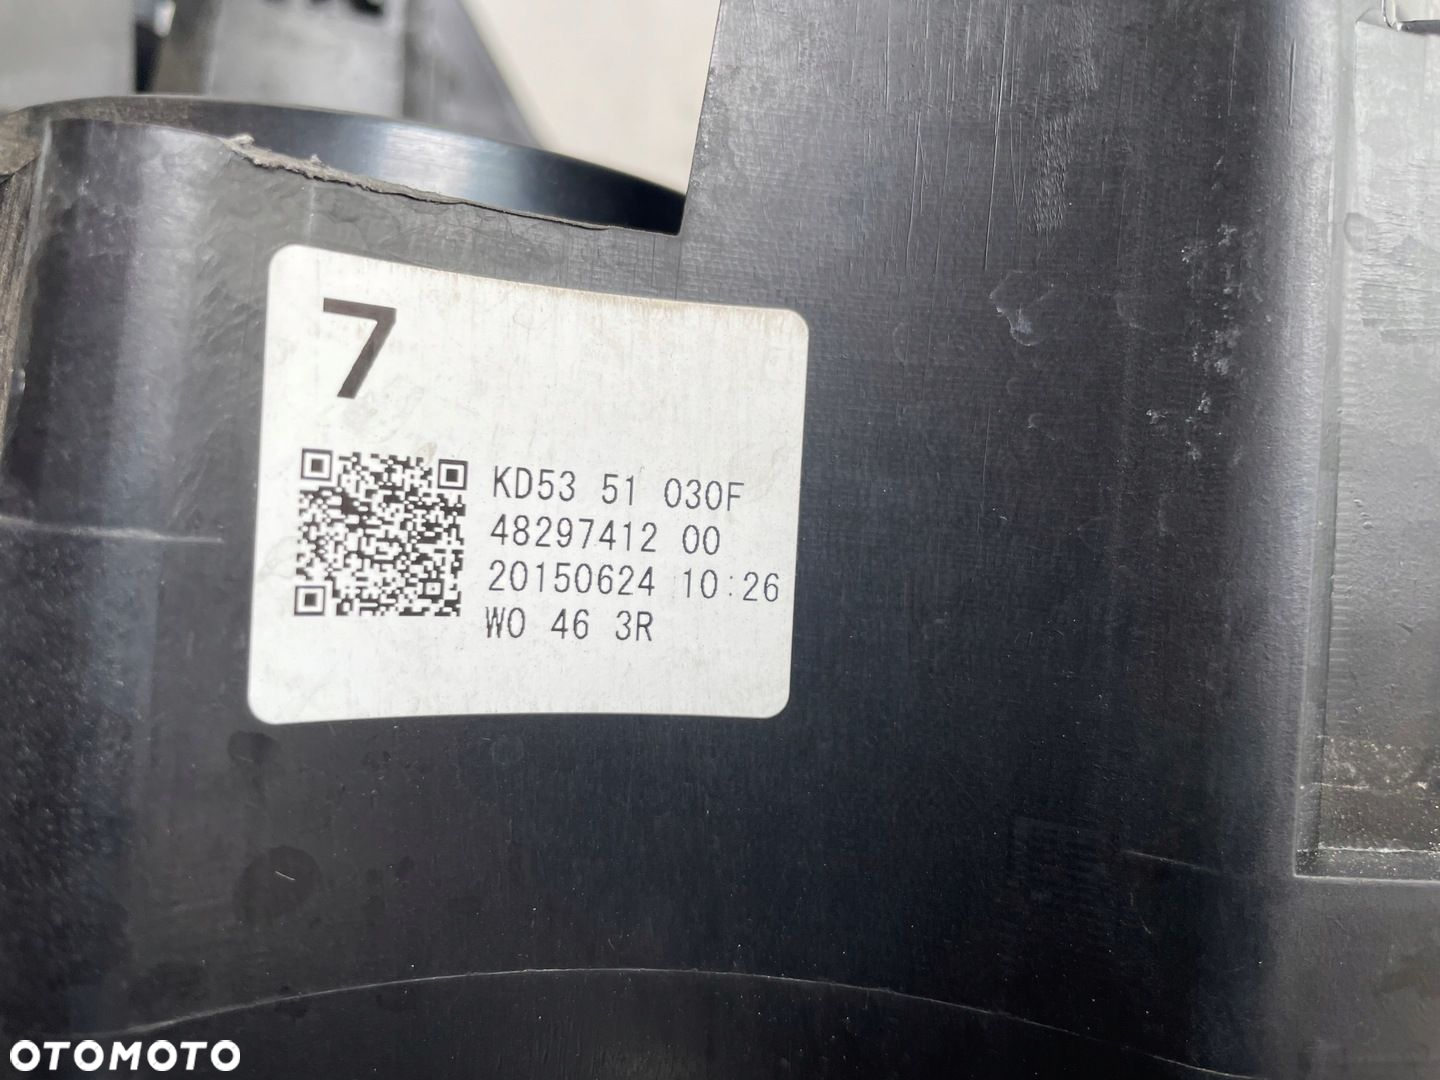 7
KD53 51 030F
48297412 00
20150624 10:26
WO 46 3R
OTOMOTO